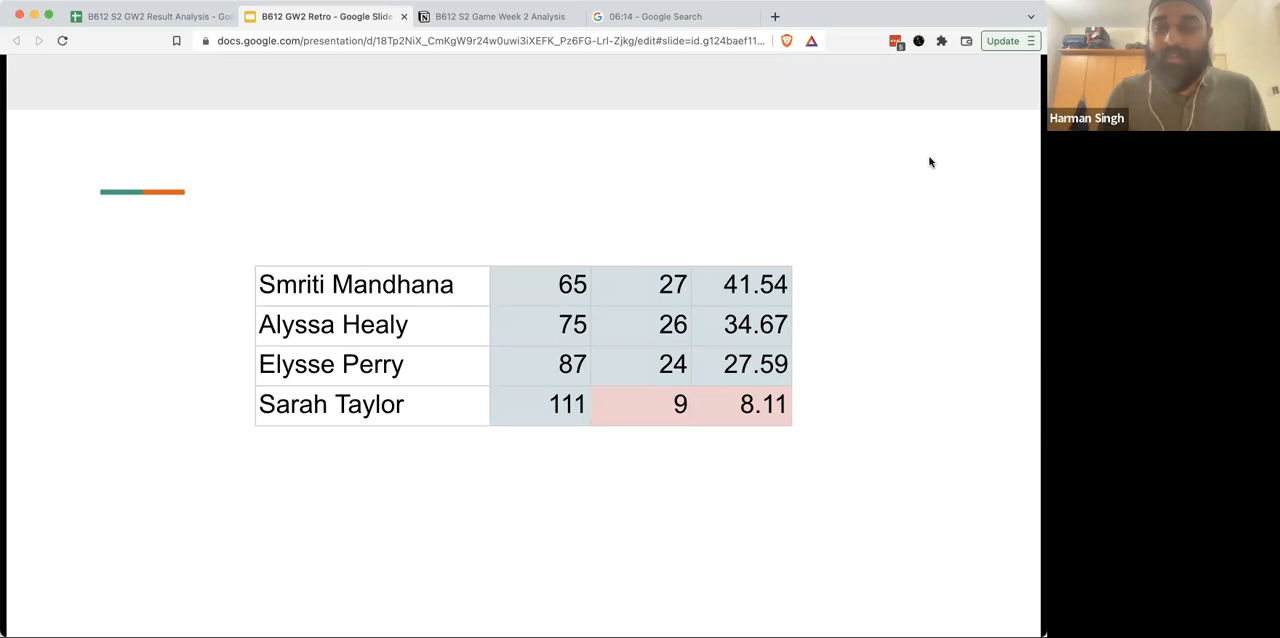 B612 S2 GW2 Result Analysis - Goo
B612 GW2 Retro - Google Slide
B612 S2 Game Week 2 Analysis
06:14 - Google Search
docs.google.com/presentation/d/18Tp2NiX_CmKgW9r24w0uwi3iXEFK_Pz6FG-LrI-Zjkg/edit#slide=id.g124baef11...
5
Update
Harman Singh
Smriti Mandhana 65 27 41.54
Alyssa Healy 75 26 34.67
Elysse Perry 87 24 27.59
Sarah Taylor 111 9 8.11